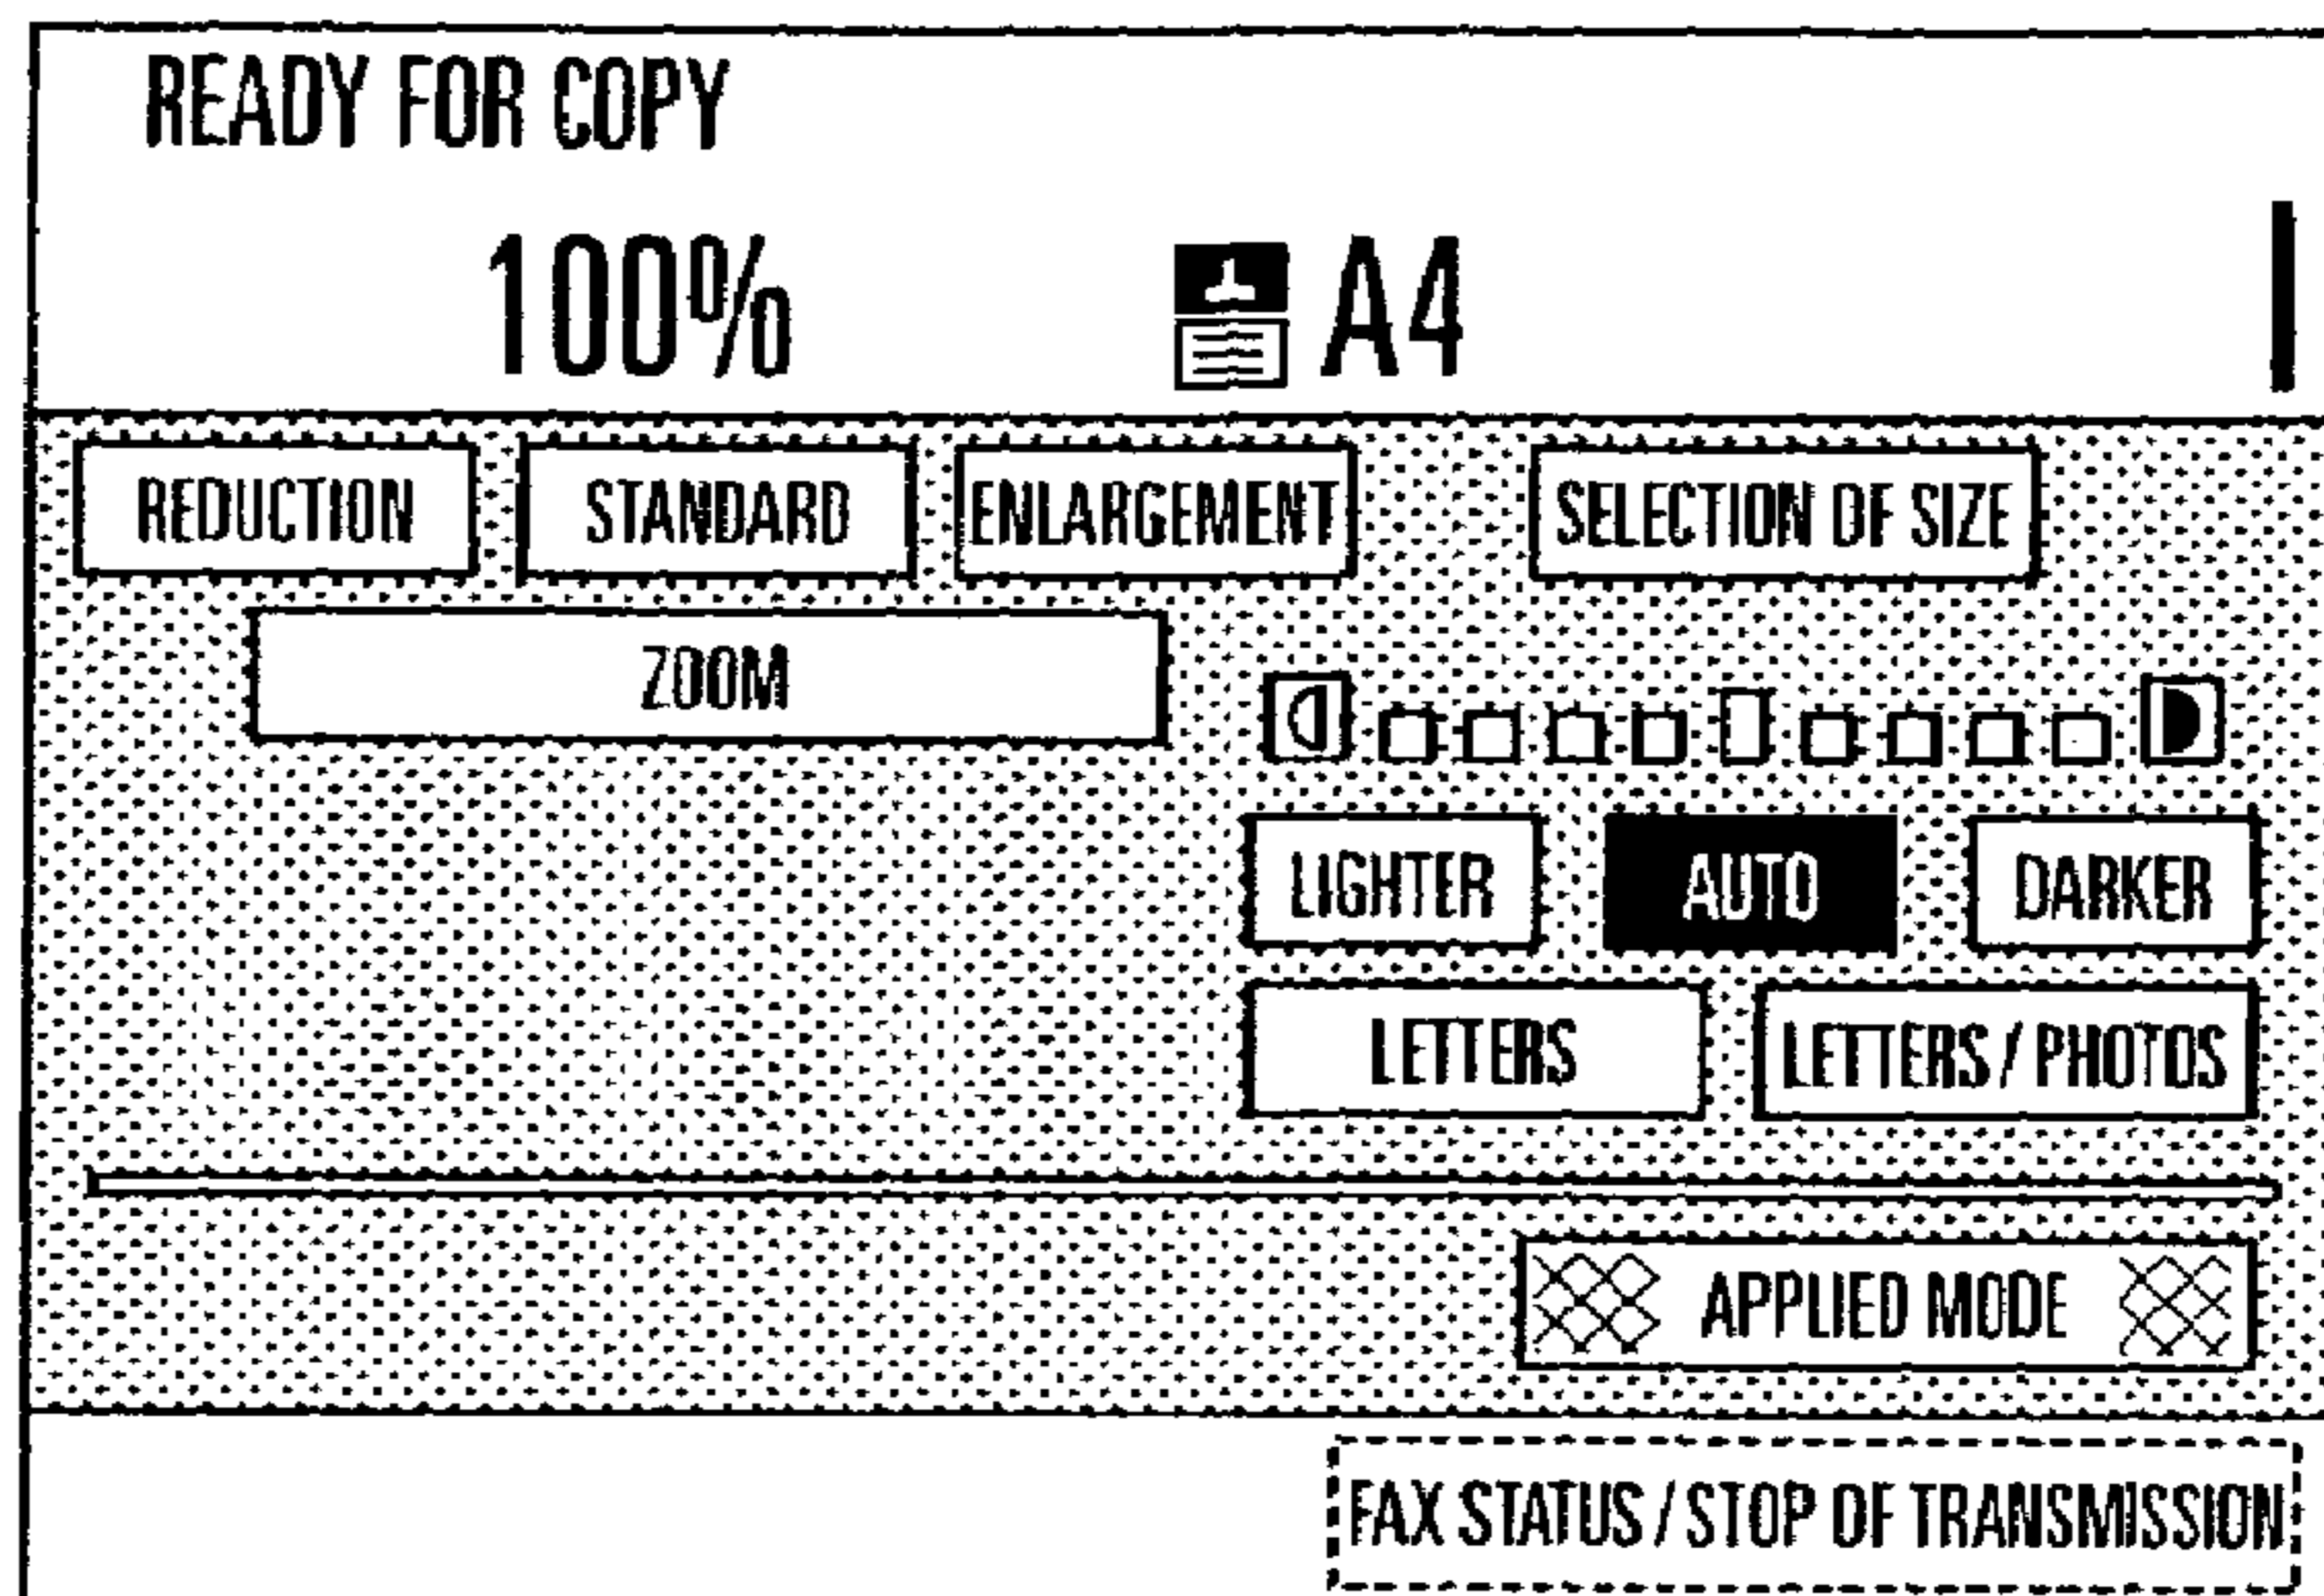 READY FOR COPY
100% A4
REDUCTION STANDARD ENLARGEMENT SELECTION OF SIZE
ZOOM
LIGHTER AUTO DARKER
LETTERS LETTERS / PHOTOS
APPLIED MODE
FAX STATUS / STOP OF TRANSMISSION